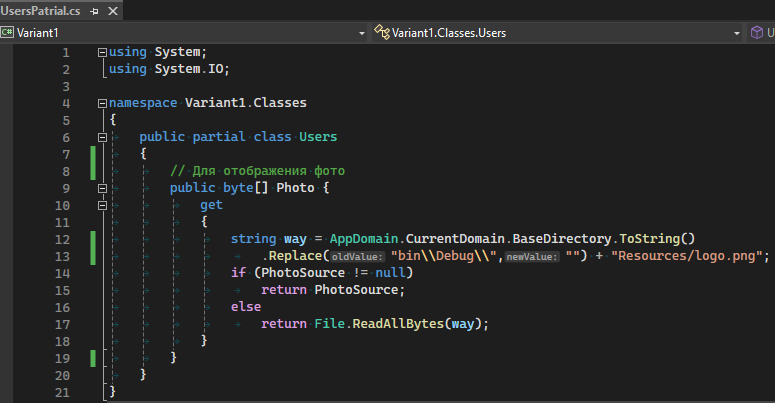 UsersPatrial.cs
Variant1 Variant1.Classes.Users U
1 using System;
2 using System.IO;
3
4 namespace Variant1.Classes
5 {
6 public partial class Users
7 {
8 // Для отображения фото
9 public byte[] Photo {
10 get
11 {
12 string way = AppDomain.CurrentDomain.BaseDirectory.ToString()
13 .Replace(oldValue: "bin\\Debug\\",newValue: "") + "Resources/logo.png";
14 if (PhotoSource != null)
15 return PhotoSource;
16 else
17 return File.ReadAllBytes(way);
18 }
19 }
20 }
21 }